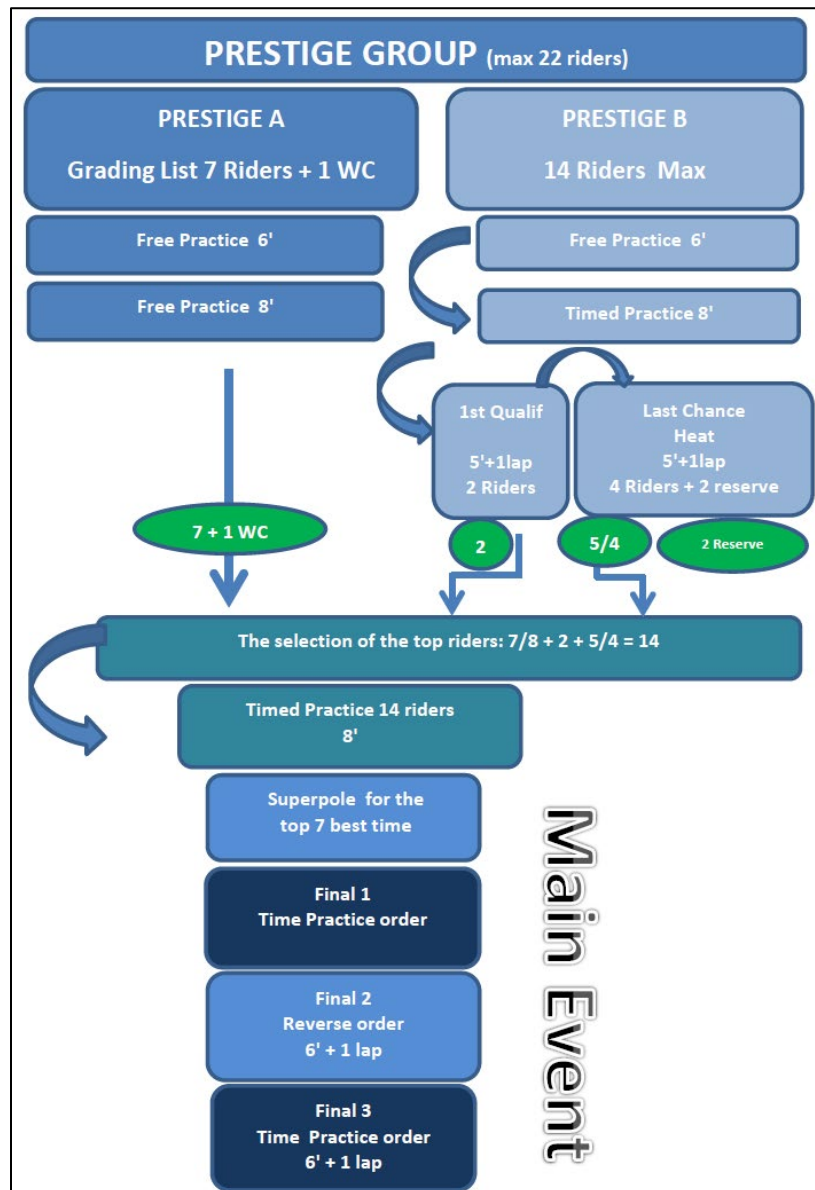 PRESTIGE GROUP (max 22 riders)
PRESTIGE A
Grading List 7 Riders + 1 WC
PRESTIGE B
14 Riders Max
Free Practice 6'
Free Practice 6'
Free Practice 8'
Timed Practice 8'
1st Qualif
5'+1lap
2 Riders
Last Chance
Heat
5'+1lap
4 Riders + 2 reserve
7 + 1 WC
2
5/4
2 Reserve
The selection of the top riders: 7/8 + 2 + 5/4 = 14
Timed Practice 14 riders
8'
Superpole for the
top 7 best time
Final 1
Time Practice order
Final 2
Reverse order
6' + 1 lap
Final 3
Time Practice order
6' + 1 lap
Main Event